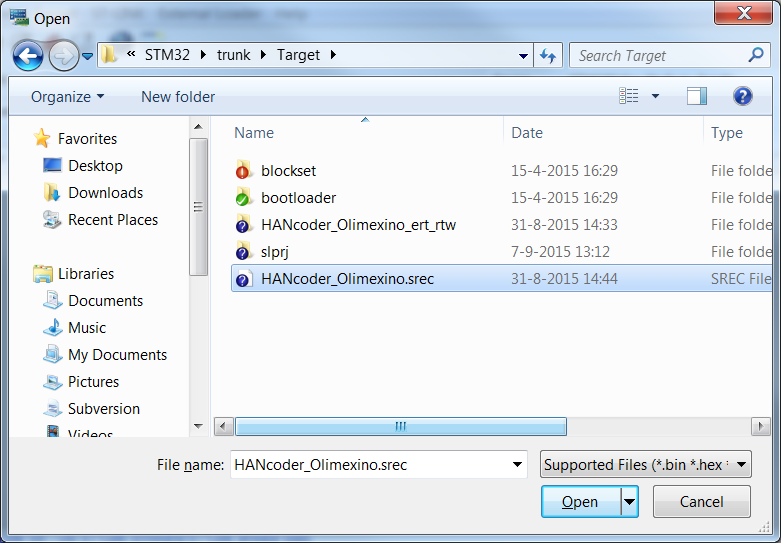 Open
« STM32 ▸ trunk ▸ Target ▸
Search Target
Organize
New folder
Name
Date
Type
Favorites
Desktop
Downloads
Recent Places
Libraries
Documents
Music
My Documents
Pictures
Subversion
Videos
blockset 15-4-2015 16:29 File folde
bootloader 15-4-2015 16:29 File folde
HANcoder_Olimexino_ert_rtw 31-8-2015 14:33 File folde
slprj 7-9-2015 13:12 File folde
HANcoder_Olimexino.srec 31-8-2015 14:44 SREC File
File name: HANcoder_Olimexino.srec
Supported Files (*.bin *.hex *
Open
Cancel